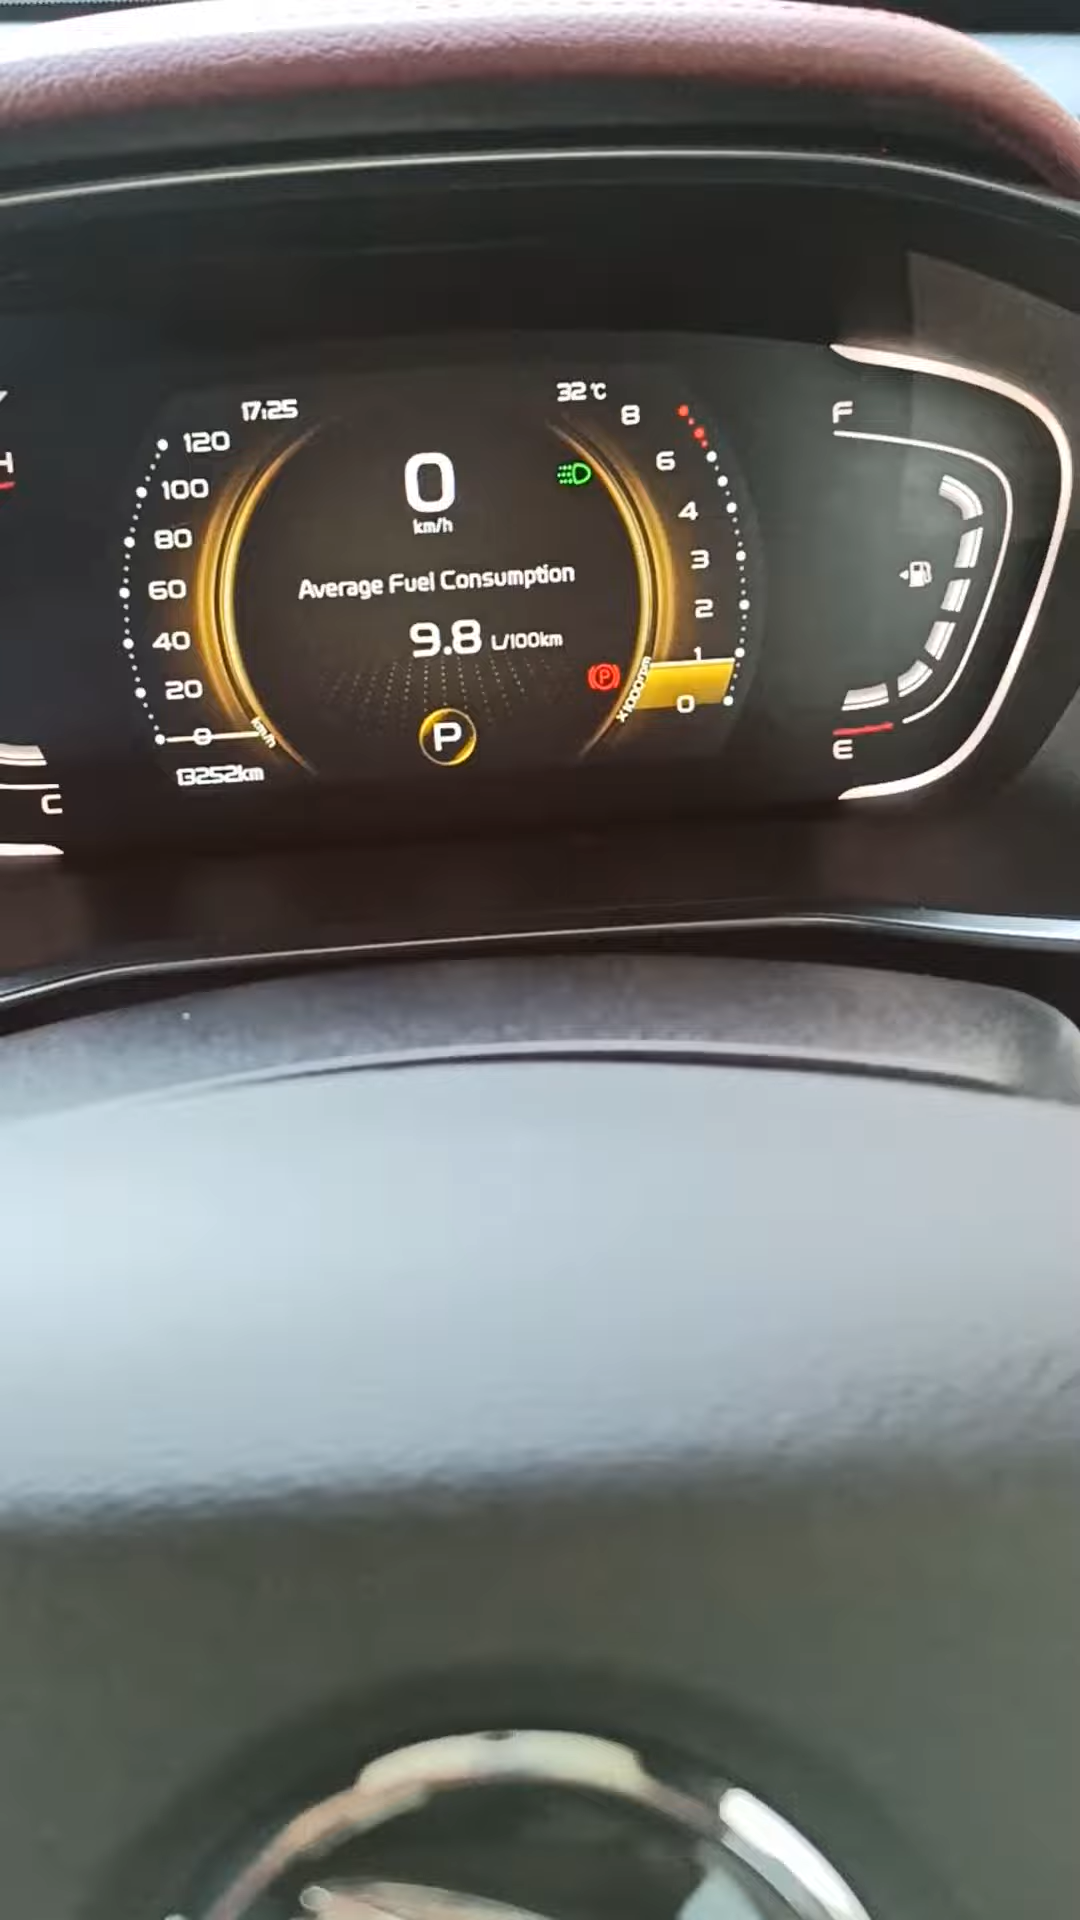 17:25
32℃
120
100
80
60
40
20
0
km/h
13252km
0
km/h
Average Fuel Consumption
9.8 L/100km
P
P
8
6
4
3
2
1
0
X1000rpm
F
E
H
C